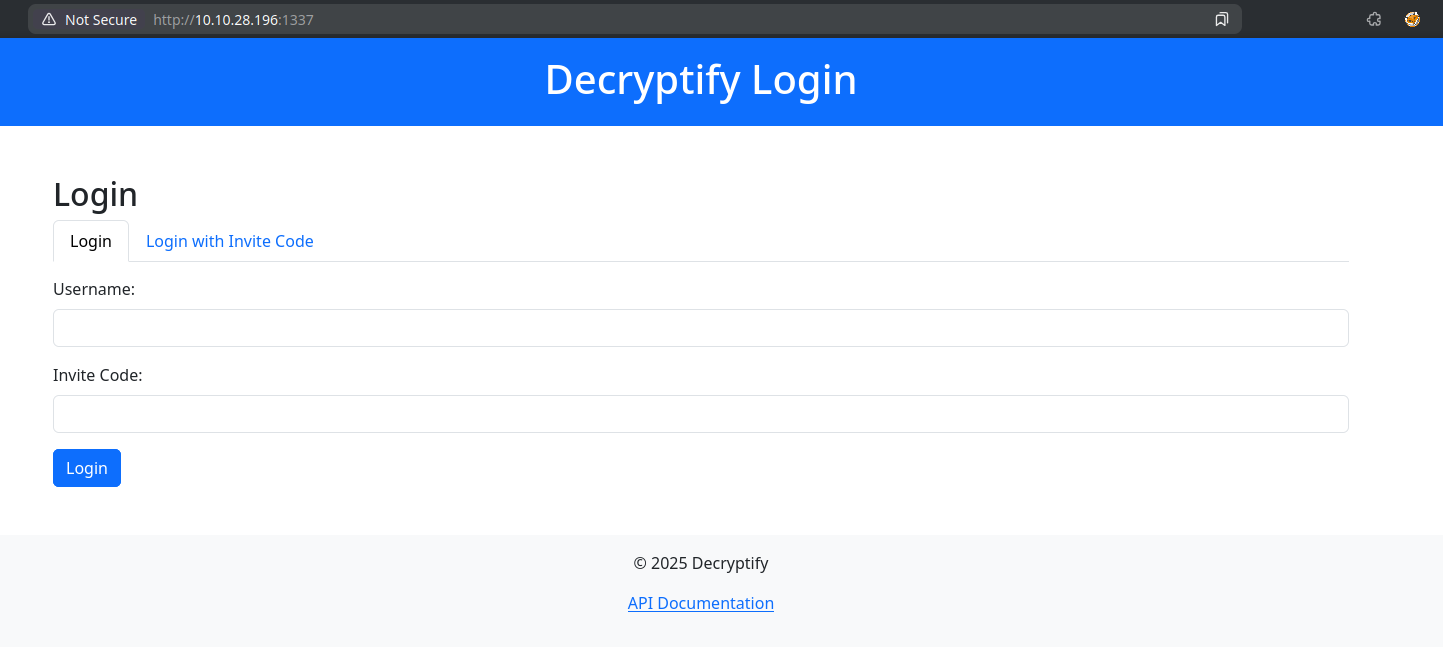 Not Secure http://10.10.28.196:1337
Decryptify Login
Login
Login Login with Invite Code
Username:
Invite Code:
Login
© 2025 Decryptify
API Documentation